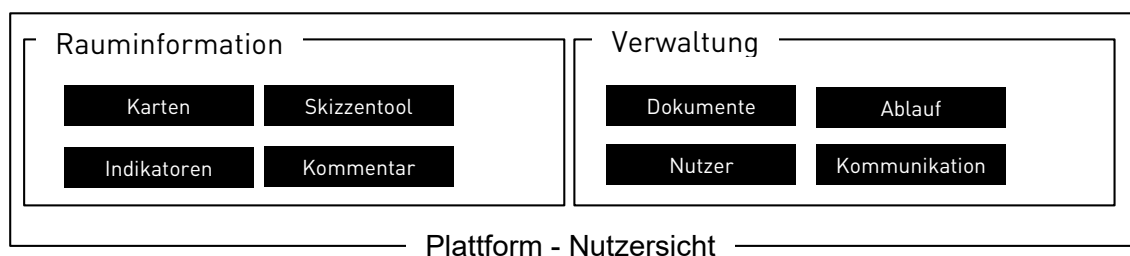 Rauminformation
Karten
Skizzentool
Indikatoren
Kommentar
Verwaltung
Dokumente
Ablauf
Nutzer
Kommunikation
Plattform - Nutzersicht